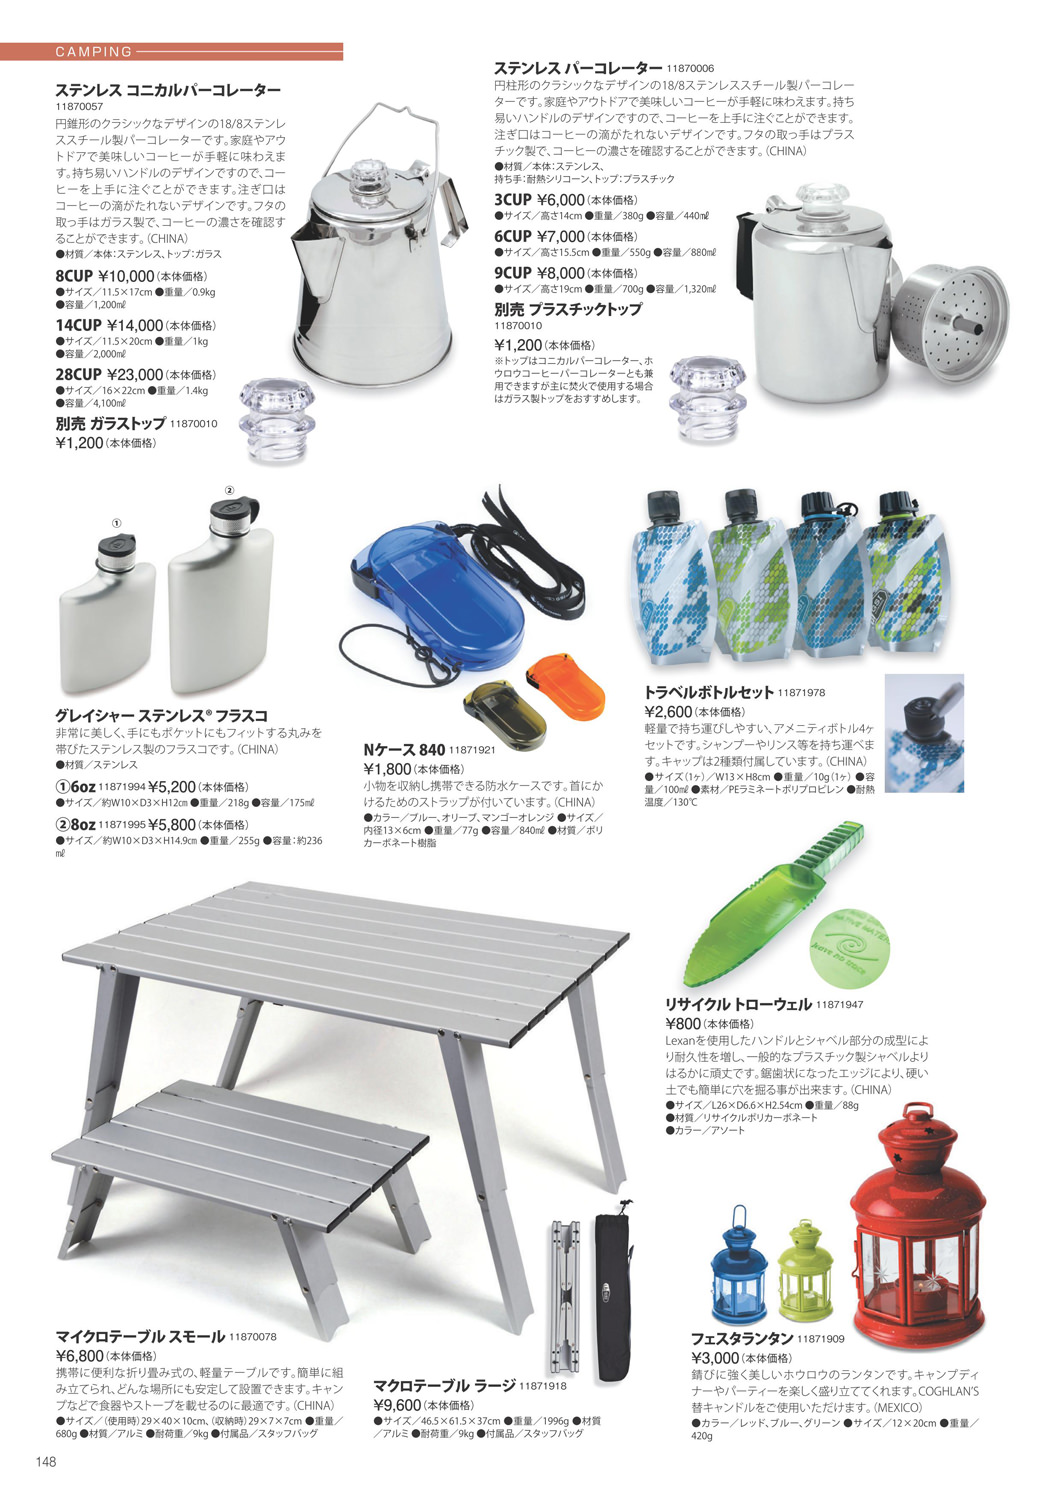 CAMPING
ステンレス コニカルパーコレーター
11870057
円錐形のクラシックなデザインの18/8ステンレ
ススチール製パーコレーターです。家庭やアウ
トドアで美味しいコーヒーが手軽に味わえま
す。持ち易いハンドルのデザインですので、コー
ヒーを上手に注ぐことができます。注ぎ口は
コーヒーの滴がたれないデザインです。フタの
取っ手はガラス製で、コーヒーの濃さを確認す
ることができます。（CHINA）
●材質／本体：ステンレス、トップ：ガラス
8CUP ¥10,000（本体価格）
●サイズ／11.5×17cm ●重量／0.9kg
●容量／1,200㎖
14CUP ¥14,000（本体価格）
●サイズ／11.5×20cm ●重量／1kg
●容量／2,000㎖
28CUP ¥23,000（本体価格）
●サイズ／16×22cm ●重量／1.4kg
●容量／4,100㎖
別売 ガラストップ 11870010
¥1,200（本体価格）
ステンレス パーコレーター 11870006
円柱形のクラシックなデザインの18/8ステンレススチール製パーコレー
ターです。家庭やアウトドアで美味しいコーヒーが手軽に味わえます。持ち
易いハンドルのデザインですので、コーヒーを上手に注ぐことができます。
注ぎ口はコーヒーの滴がたれないデザインです。フタの取っ手はプラス
チック製で、コーヒーの濃さを確認することができます。（CHINA）
●材質／本体：ステンレス、
持ち手：耐熱シリコーン、トップ：プラスチック
3CUP ¥6,000（本体価格）
●サイズ／高さ14cm ●重量／380g ●容量／440㎖
6CUP ¥7,000（本体価格）
●サイズ／高さ15.5cm ●重量／550g ●容量／880㎖
9CUP ¥8,000（本体価格）
●サイズ／高さ19cm ●重量／700g ●容量／1,320㎖
別売 プラスチックトップ
11870010
¥1,200（本体価格）
※トップはコニカルパーコレーター、ホ
ウロウコーヒーパーコレーターとも兼
用できますが主に焚火で使用する場合
はガラス製トップをおすすめします。
①
②
グレイシャー ステンレス® フラスコ
非常に美しく、手にもポケットにもフィットする丸みを
帯びたステンレス製のフラスコです。（CHINA）
●材質／ステンレス
①6oz 11871994 ¥5,200（本体価格）
●サイズ／約W10×D3×H12cm ●重量／218g ●容量／175㎖
②8oz 11871995 ¥5,800（本体価格）
●サイズ／約W10×D3×H14.9cm ●重量／255g ●容量：約236
㎖
Nケース 840 11871921
¥1,800（本体価格）
小物を収納し携帯できる防水ケースです。首にか
けるためのストラップが付いています。（CHINA）
●カラー／ブルー、オリーブ、マンゴーオレンジ ●サイズ／
内径13×6cm ●重量／77g ●容量／840㎖ ●材質／ポリ
カーボネート樹脂
トラベルボトルセット 11871978
¥2,600（本体価格）
軽量で持ち運びしやすい、アメニティボトル4ヶ
セットです。シャンプーやリンス等を持ち運べま
す。キャップは2種類付属しています。（CHINA）
●サイズ（1ヶ）／W13×H8cm ●重量／10g（1ヶ） ●容
量／100㎖ ●素材／PEラミネートポリプロピレン ●耐熱
温度／130℃
NATIVE MATER
leave no trace
リサイクル トローウェル 11871947
¥800（本体価格）
Lexanを使用したハンドルとシャベル部分の成型によ
り耐久性を増し、一般的なプラスチック製シャベルより
はるかに頑丈です。鋸歯状になったエッジにより、硬い
土でも簡単に穴を掘る事が出来ます。（CHINA）
●サイズ／L26×D6.6×H2.54cm ●重量／88g
●材質／リサイクルポリカーボネート
●カラー／アソート
マイクロテーブル スモール 11870078
¥6,800（本体価格）
携帯に便利な折り畳み式の、軽量テーブルです。簡単に組
み立てられ、どんな場所にも安定して設置できます。キャン
プなどで食器やストーブを載せるのに最適です。（CHINA）
●サイズ／（使用時）29×40×10cm、（収納時）29×7×7cm ●重量／
680g ●材質／アルミ ●耐荷重／9kg ●付属品／スタッフバッグ
マクロテーブル ラージ 11871918
¥9,600（本体価格）
●サイズ／46.5×61.5×37cm ●重量／1996g ●材質
／アルミ ●耐荷重／9kg ●付属品／スタッフバッグ
フェスタランタン 11871909
¥3,000（本体価格）
錆びに強く美しいホウロウのランタンです。キャンプディ
ナーやパーティーを楽しく盛り立ててくれます。COGHLAN'S
替キャンドルをご使用いただけます。（MEXICO）
●カラー／レッド、ブルー、グリーン ●サイズ／12×20cm ●重量／
420g
148